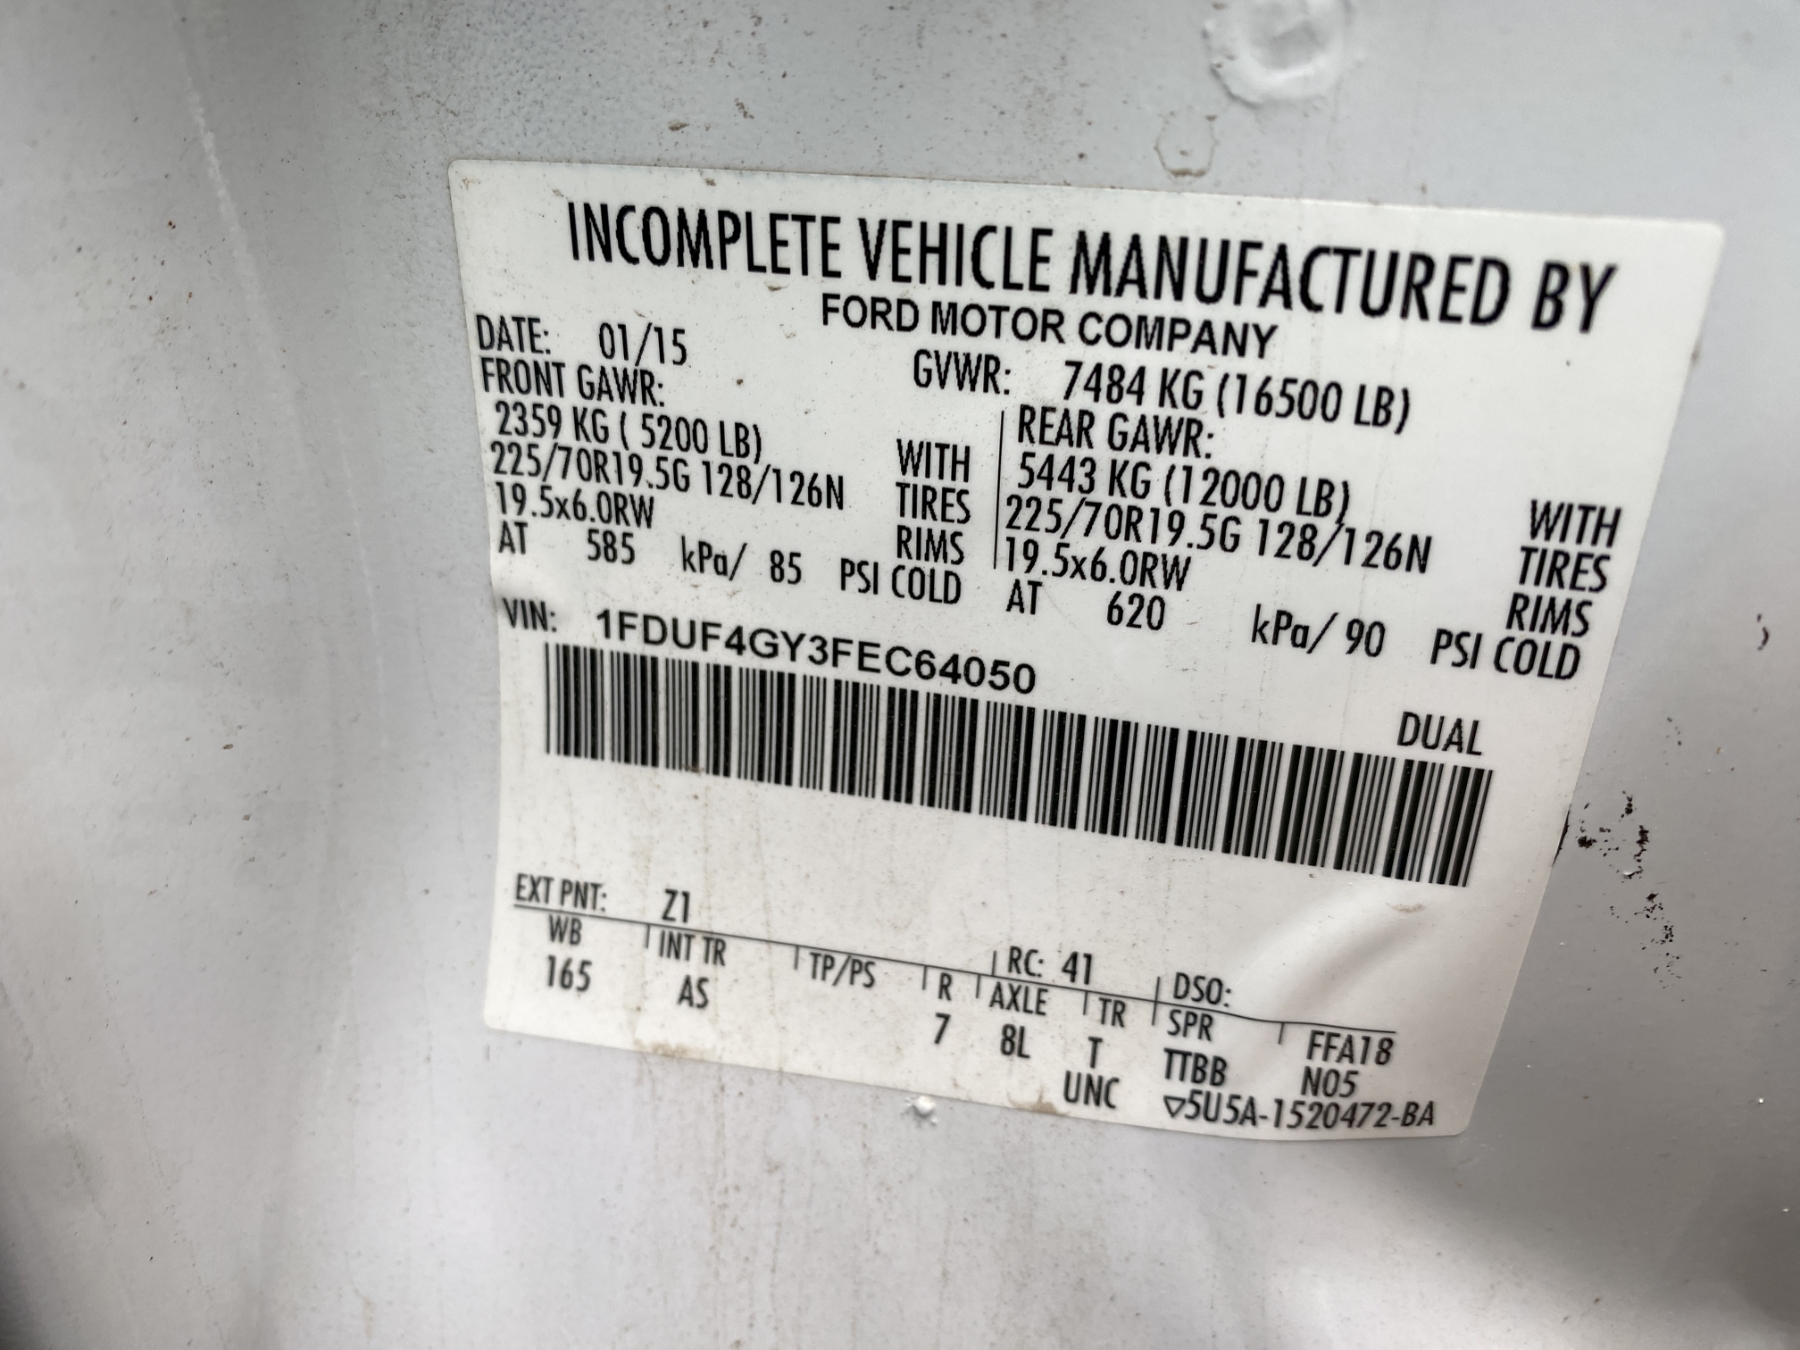 INCOMPLETE VEHICLE MANUFACTURED BY
FORD MOTOR COMPANY
DATE: 01/15 GVWR: 7484 KG (16500 LB)
FRONT GAWR: REAR GAWR:
2359 KG ( 5200 LB) WITH 5443 KG (12000 LB) WITH
225/70R19.5G 128/126N TIRES 225/70R19.5G 128/126N TIRES
19.5x6.0RW RIMS 19.5x6.0RW RIMS
AT 585 kPa/ 85 PSI COLD AT 620 kPa/ 90 PSI COLD
VIN: 1FDUF4GY3FEC64050
DUAL
EXT PNT: Z1 RC: 41 DSO:
WB INT TR TP/PS R AXLE TR SPR FFA18
165 AS 7 8L T TTBB N05
UNC ▽5U5A-1520472-BA